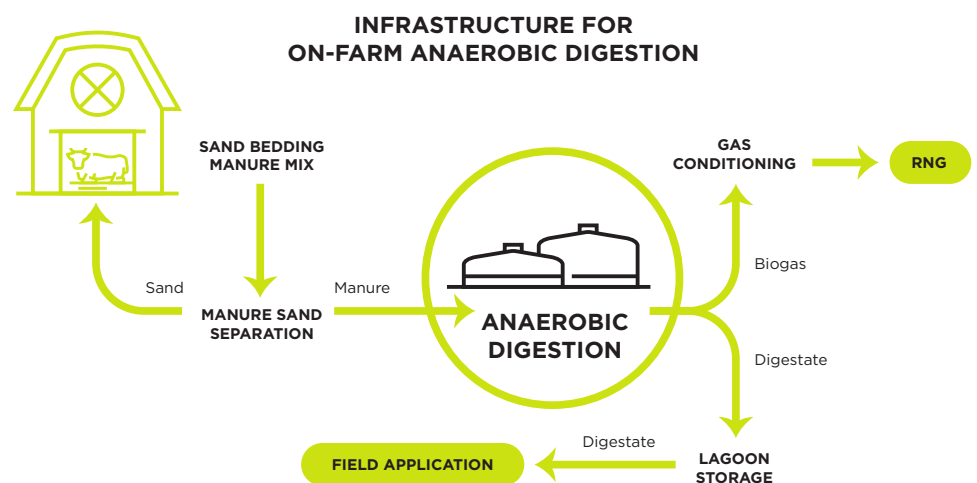 INFRASTRUCTURE FOR
ON-FARM ANAEROBIC DIGESTION
SAND BEDDING
MANURE MIX
GAS
CONDITIONING
RNG
Sand
Manure
Biogas
MANURE SAND
SEPARATION
ANAEROBIC
DIGESTION
Digestate
Digestate
FIELD APPLICATION
LAGOON
STORAGE